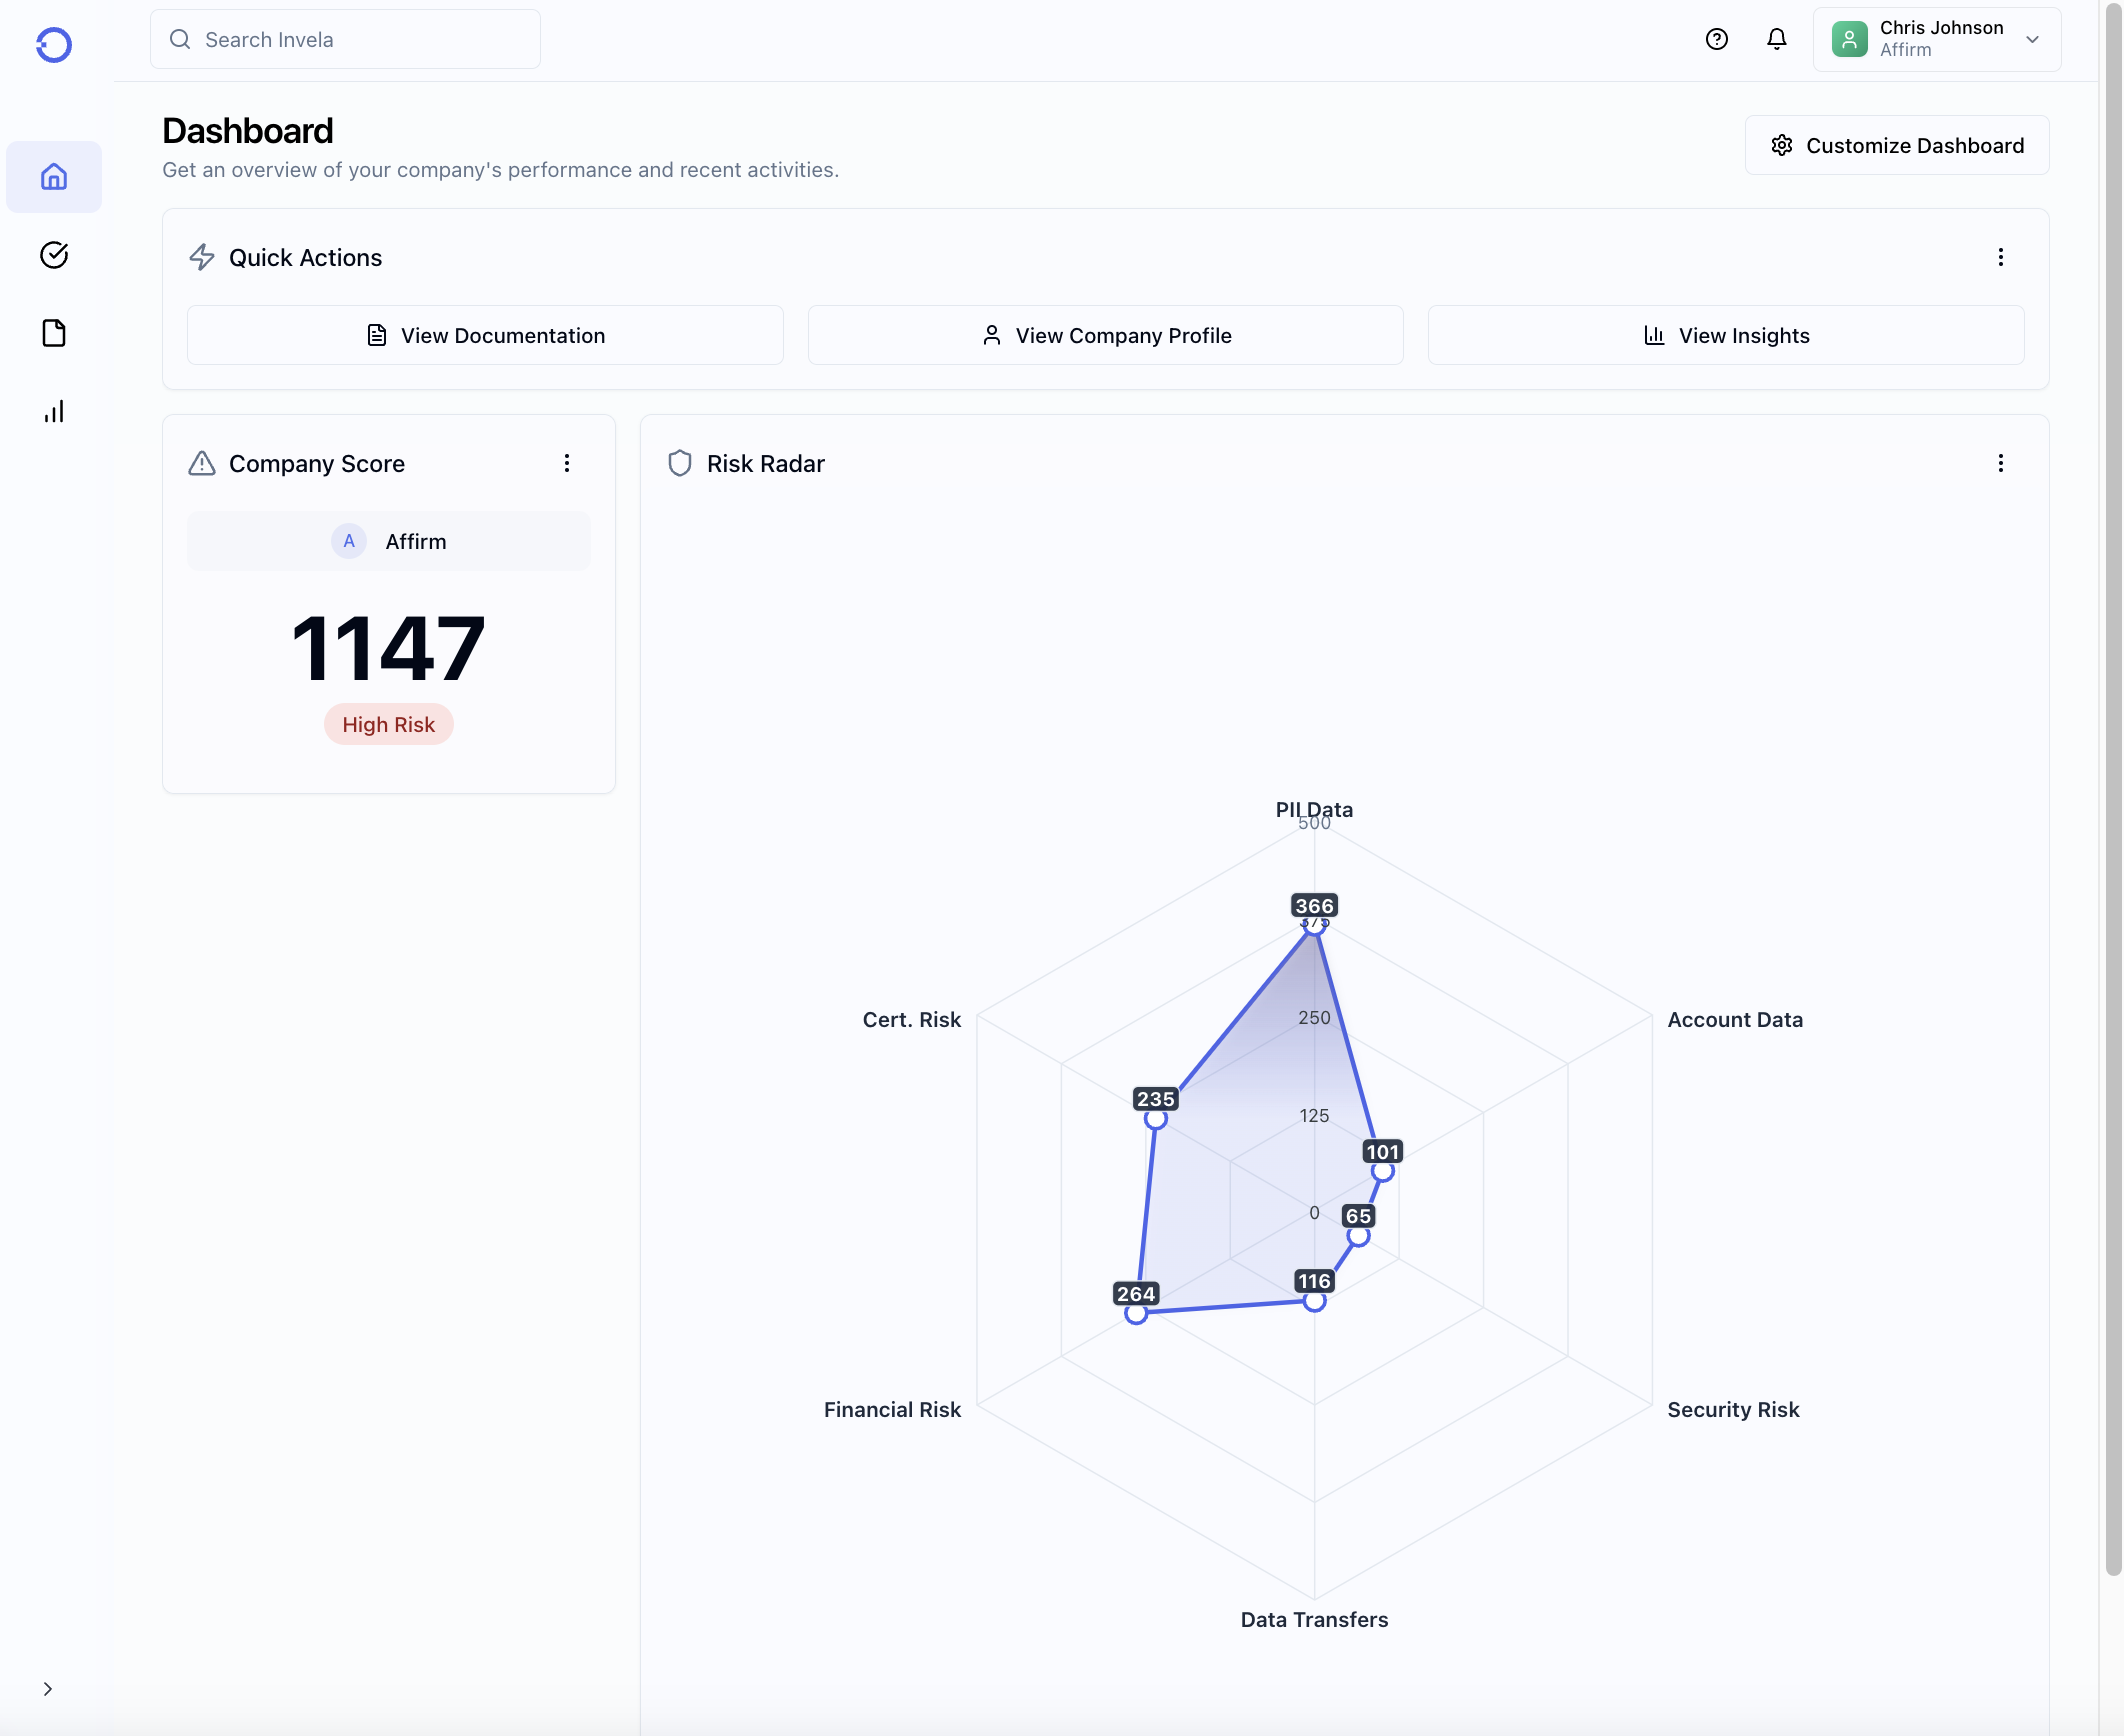 Search Invela
Chris Johnson
Affirm
Dashboard
Get an overview of your company's performance and recent activities.
Customize Dashboard
Quick Actions
View Documentation
View Company Profile
View Insights
Company Score
A Affirm
1147
High Risk
Risk Radar
PII Data
500
366
375
250
Cert. Risk
Account Data
235
125
101
0
65
116
264
Financial Risk
Security Risk
Data Transfers